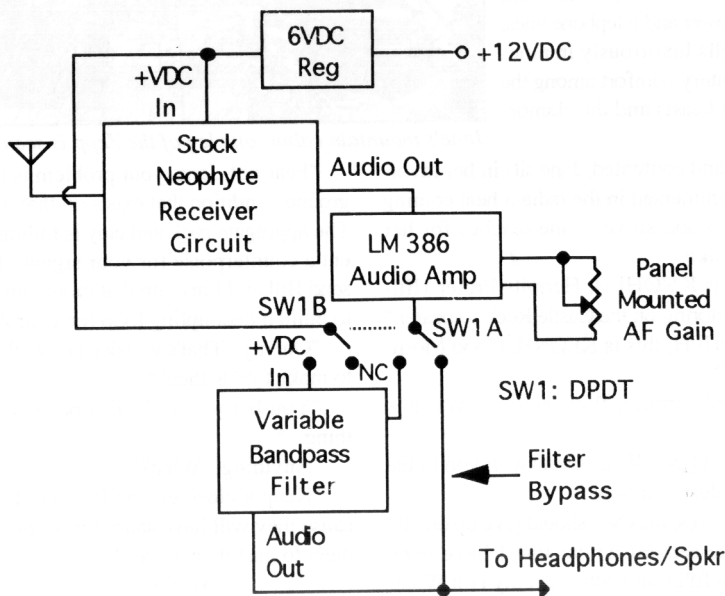 6VDC
Reg
+12VDC
+VDC
In
Stock
Neophyte
Receiver
Circuit
Audio Out
LM 386
Audio Amp
Panel
Mounted
AF Gain
SW1B
SW1A
+VDC
In
NC
SW1: DPDT
Variable
Bandpass
Filter
Filter
Bypass
Audio
Out
To Headphones/Spkr